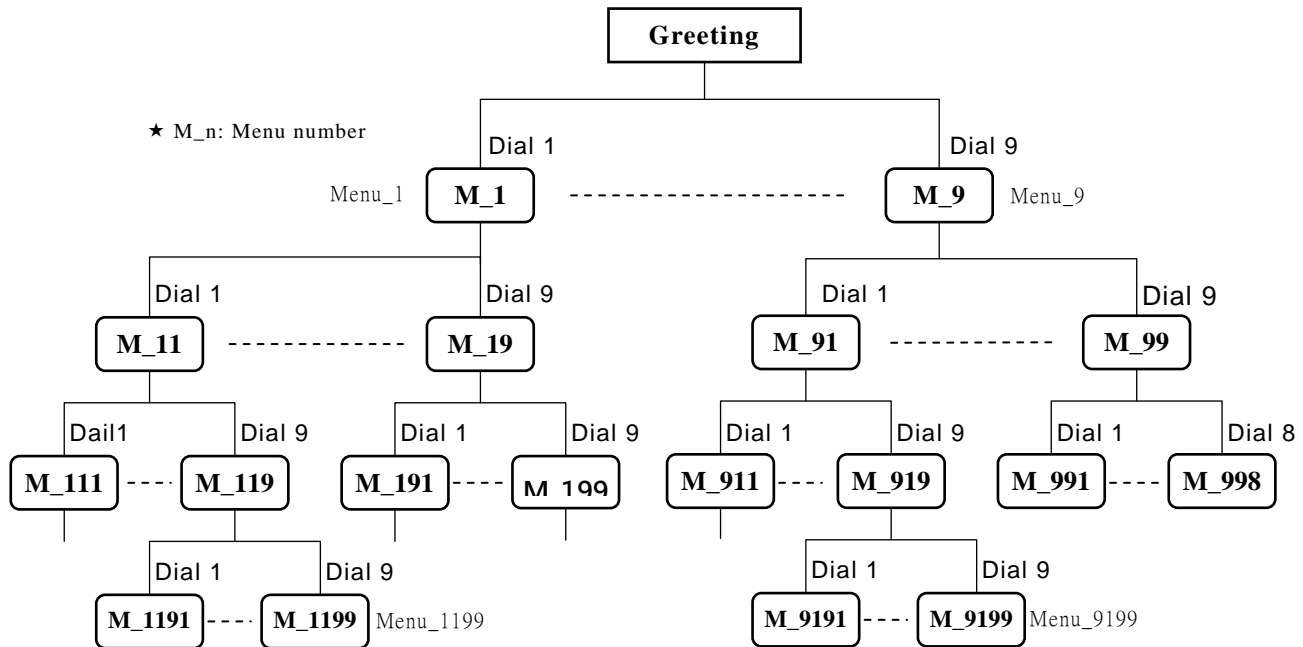 Greeting
★ M_n: Menu number
Dial 1 Dial 9
Menu_1 M_1 M_9 Menu_9
Dial 1 Dial 9 Dial 1 Dial 9
M_11 M_19 M_91 M_99
Dail1 Dial 9 Dial 1 Dial 9 Dial 1 Dial 9 Dial 1 Dial 8
M_111 M_119 M_191 M_199 M_911 M_919 M_991 M_998
Dial 1 Dial 9 Dial 1 Dial 9
M_1191 M_1199 Menu_1199 M_9191 M_9199 Menu_9199